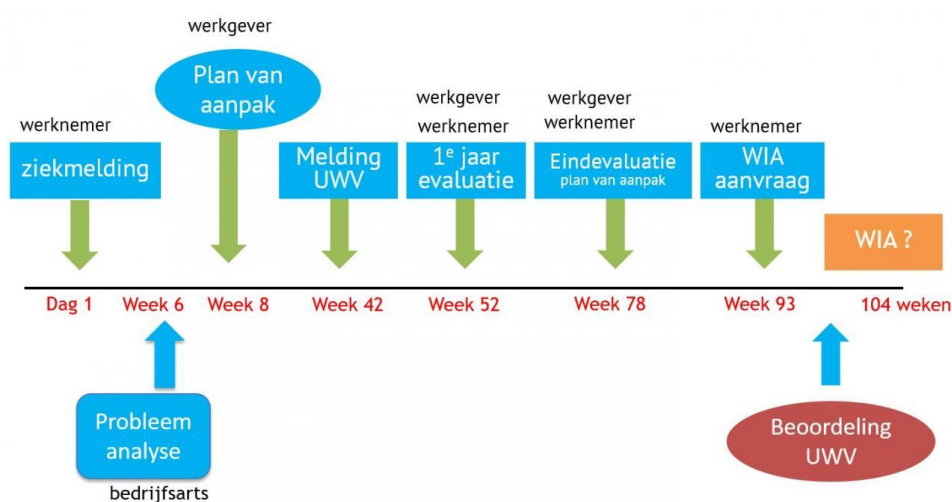 werkgever
Plan van
aanpak
werknemer
ziekmelding
Melding
UWV
werkgever
werknemer
1e jaar
evaluatie
werkgever
werknemer
Eindevaluatie
plan van aanpak
werknemer
WIA
aanvraag
WIA ?
Dag 1
Week 6
Week 8
Week 42
Week 52
Week 78
Week 93
104 weken
Probleem
analyse
bedrijfsarts
Beoordeling
UWV